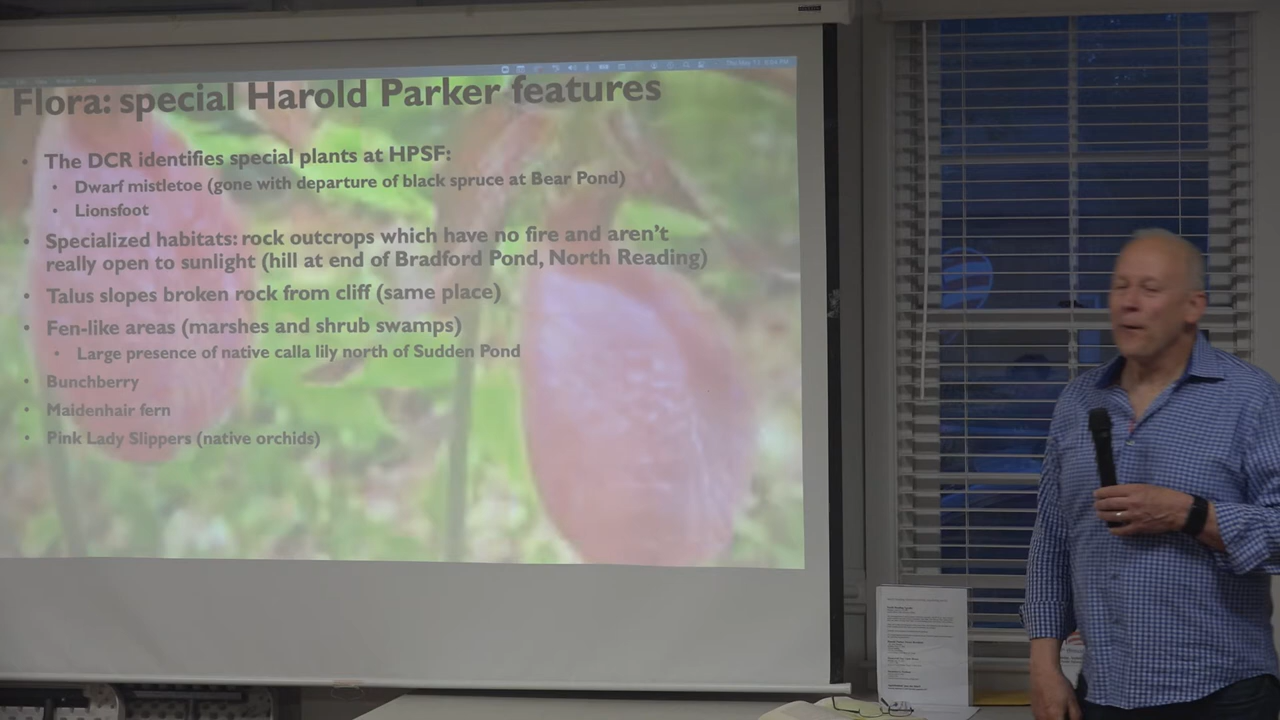 Flora: special Harold Parker features
• The DCR identifies special plants at HPSF:
• Dwarf mistletoe (gone with departure of black spruce at Bear Pond)
• Lionsfoot
• Specialized habitats: rock outcrops which have no fire and aren't
really open to sunlight (hill at end of Bradford Pond, North Reading)
• Talus slopes broken rock from cliff (same place)
• Fen-like areas (marshes and shrub swamps)
• Large presence of native calla lily north of Sudden Pond
• Bunchberry
• Maidenhair fern
• Pink Lady Slippers (native orchids)